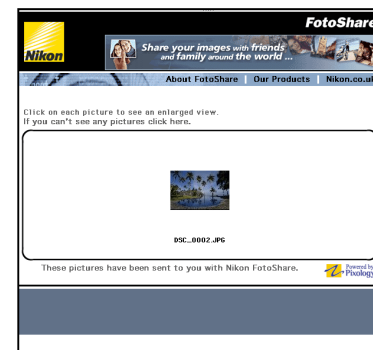 FotoShare
Nikon
Share your images with friends
and family around the world ...
About FotoShare | Our Products | Nikon.co.uk
Click on each picture to see an enlarged view.
If you can't see any pictures click here.
DSC_0002.JPG
These pictures have been sent to you with Nikon FotoShare.
Powered by
Pixology